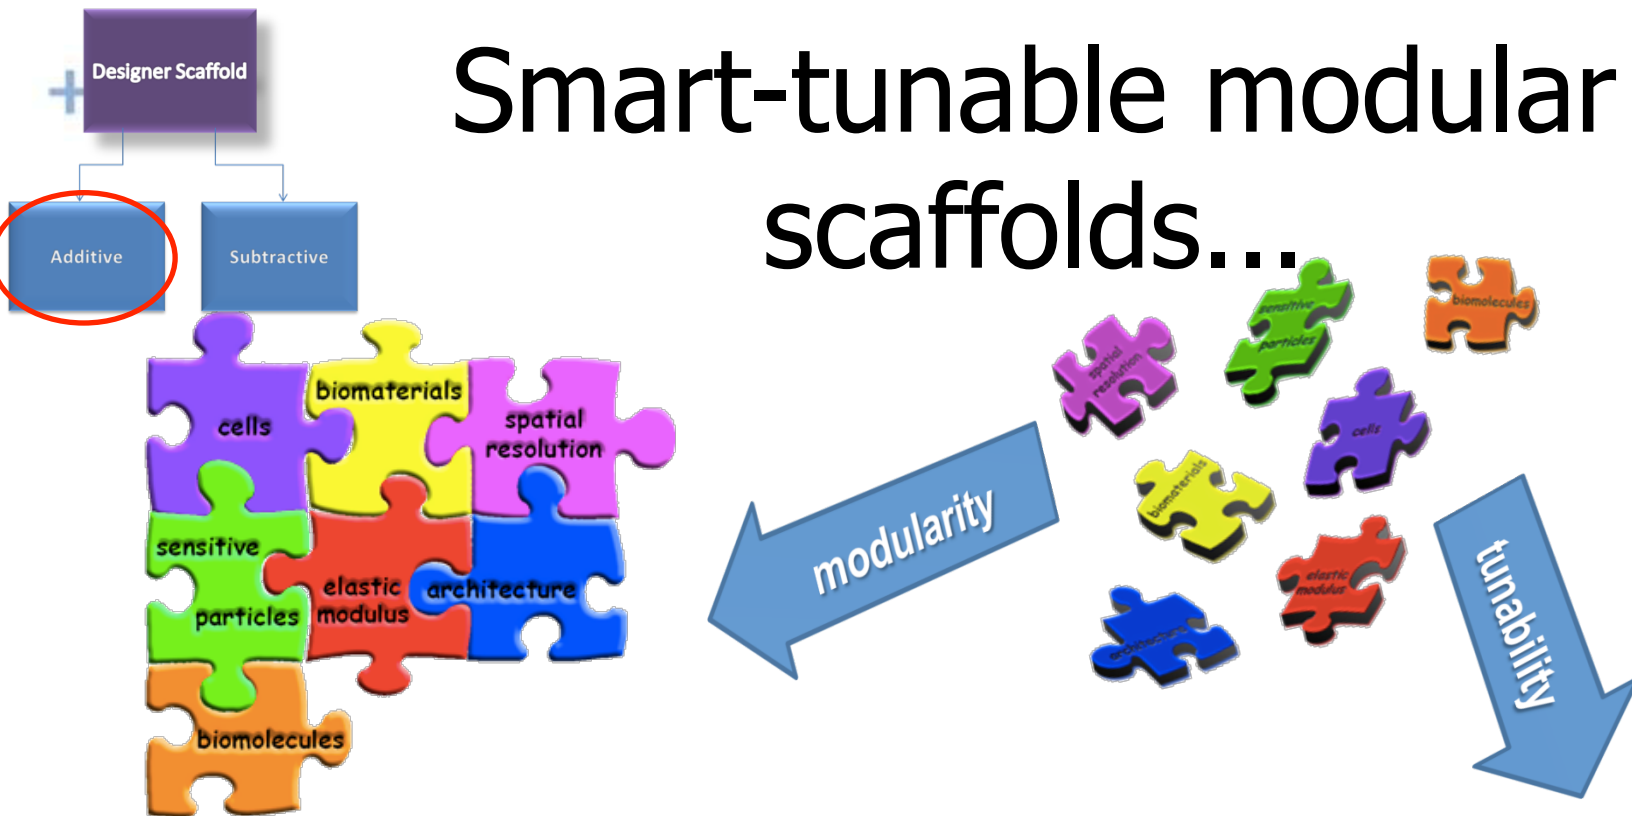 Designer Scaffold
Smart-tunable modular
scaffolds...
Additive
Subtractive
cells
biomaterials
spatial
resolution
sensitive
particles
elastic
modulus
architecture
biomolecules
modularity
spatial
resolution
sensitive
particles
biomolecules
cells
biomaterials
elastic
modulus
architecture
tunability